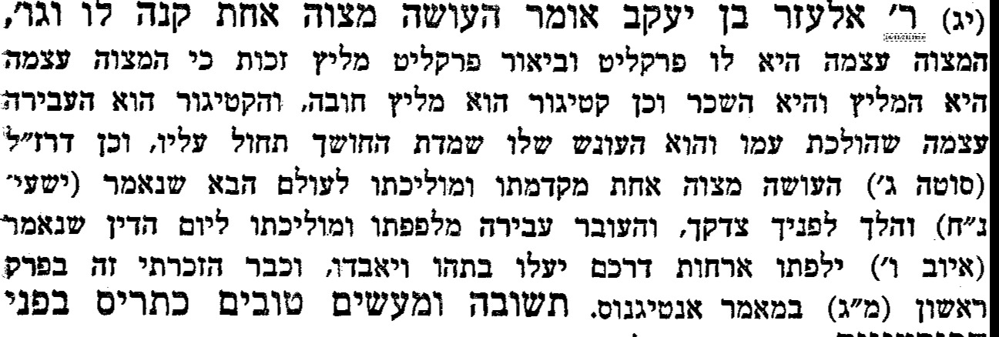 (יג) ר׳ אלעזר בן יעקב אומר העושה מצוה אחת קנה לו וגו׳,
המצוה עצמה היא לו פרקליט וביאור פרקליט מליץ זכות כי המצוה עצמה
היא המליץ והיא השכר וכן קטיגור הוא מליץ חובה, והקטיגור הוא העבירה
עצמה שהולכת עמו והוא העונש שלו שמדת החושך תחול עליו, וכן דרז״ל
(סוטה ג׳) העושה מצוה אחת מקדמתו ומוליכתו לעולם הבא שנאמר (ישעי׳
נ״ח) והלך לפניך צדקך, והעובר עבירה מלפפתו ומוליכתו ליום הדין שנאמר
(איוב ו׳) ילפתו ארחות דרכם יעלו בתהו ויאבדו, וכבר הזכרתי זה בפרק
ראשון (מ״ג) במאמר אנטיגנוס. תשובה ומעשים טובים כתריס בפני